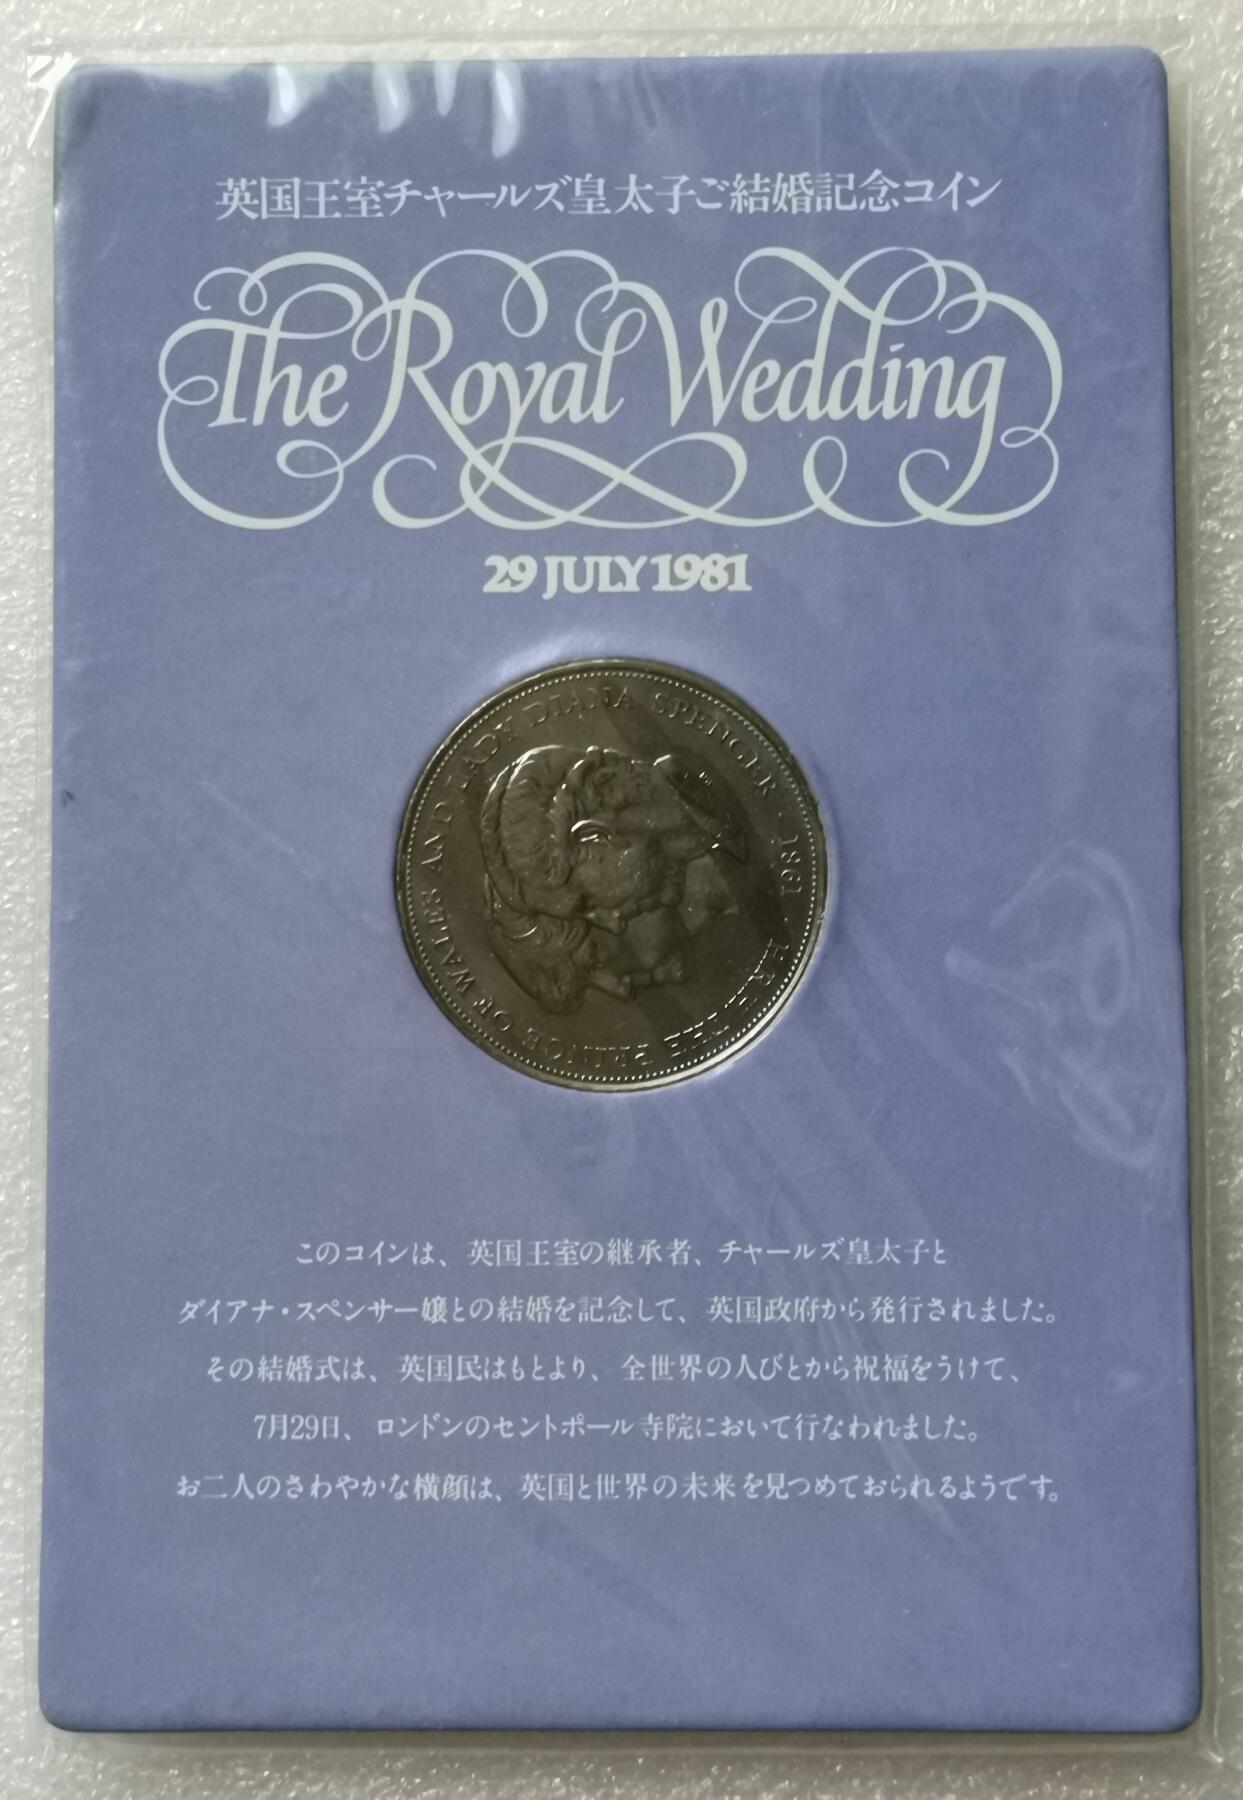 英国王室チャールズ皇太子ご結婚記念コイン
The Royal Wedding
29 JULY 1981
H.R.H. THE PRINCE OF WALES AND LADY DIANA SPENCER · 1981 ·
このコインは、英国王室の継承者、チャールズ皇太子と
ダイアナ・スペンサー嬢との結婚を記念して、英国政府から発行されました。
その結婚式は、英国民はもとより、全世界の人びとから祝福をうけて、
7月29日、ロンドンのセントポール寺院において行なわれました。
お二人のさわやかな横顔は、英国と世界の未来を見つめておられるようです。